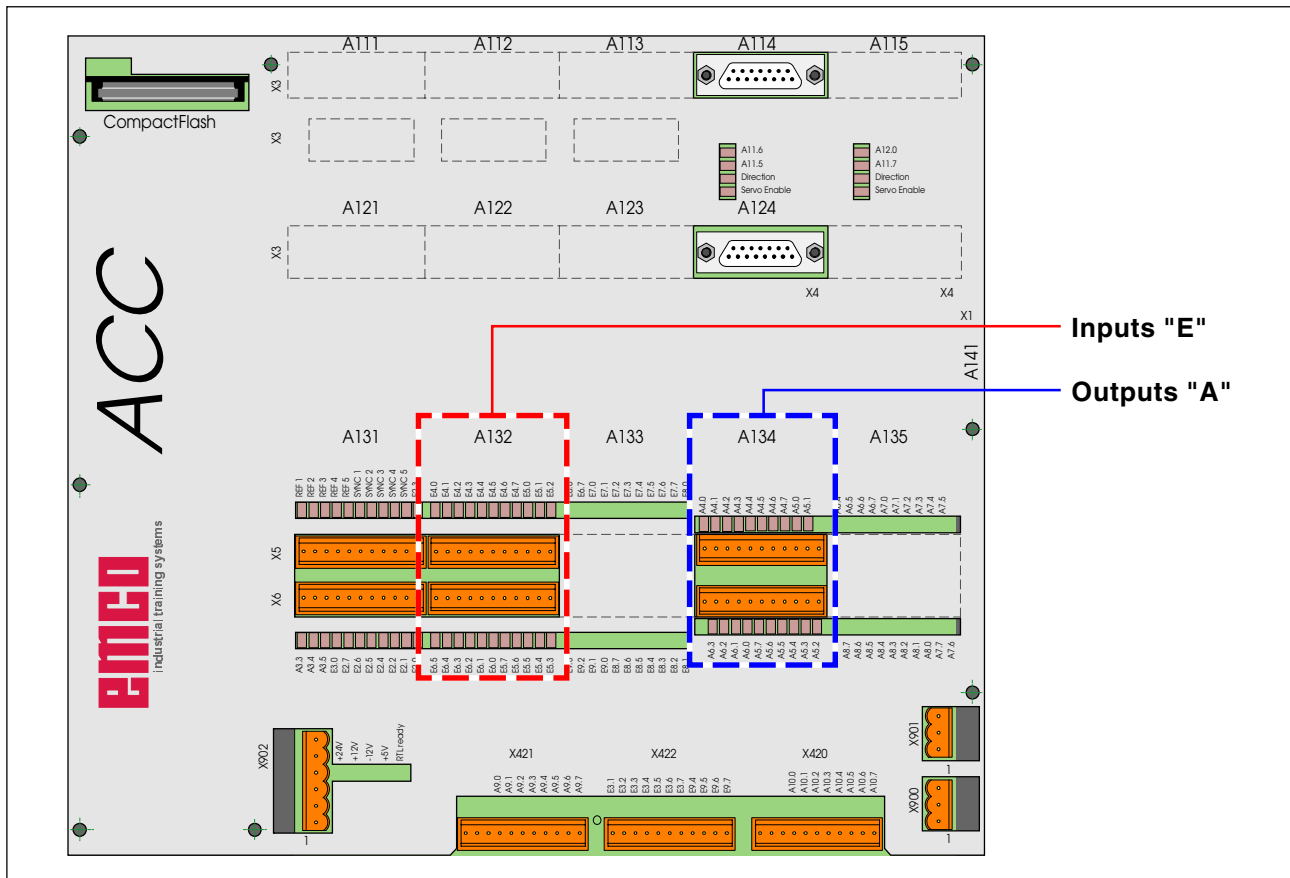 A111
A112
A113
A114
A115
X3
CompactFlash
X3
A11.6
A11.5
Direction
Servo Enable
A12.0
A11.7
Direction
Servo Enable
A121
A122
A123
A124
X3
X4
X4
X1
A141
ACC
Inputs "E"
Outputs "A"
A131
A132
A133
A134
A135
REF 1
REF 2
REF 3
REF 4
REF 5
SYNC 1
SYNC 2
SYNC 3
SYNC 4
SYNC 5
E4.0
E4.1
E4.2
E4.3
E4.4
E4.5
E4.6
E4.7
E5.0
E5.1
E5.2
E6.7
E7.0
E7.1
E7.2
E7.3
E7.4
E7.5
E7.6
E7.7
A4.0
A4.1
A4.2
A4.3
A4.4
A4.5
A4.6
A4.7
A5.0
A5.1
A6.5
A6.6
A6.7
A7.0
A7.1
A7.2
A7.3
A7.4
A7.5
X5
X6
A3.3
A3.4
A3.5
E3.0
E2.7
E2.6
E2.5
E2.4
E2.2
E2.1
E6.5
E6.4
E6.3
E6.2
E6.1
E6.0
E5.7
E5.6
E5.5
E5.4
E5.3
E9.2
E9.1
E9.0
E8.7
E8.6
E8.5
E8.4
E8.3
E8.2
A6.3
A6.2
A6.1
A6.0
A5.7
A5.6
A5.5
A5.4
A5.3
A5.2
A8.7
A8.6
A8.5
A8.4
A8.3
A8.2
A8.1
A8.0
A7.7
A7.6
emco
industrial training systems
X902
+24V
+12V
-12V
+5V
RTLready
1
X421
A9.0
A9.1
A9.2
A9.3
A9.4
A9.5
A9.6
A9.7
X422
E3.1
E3.2
E3.3
E3.4
E3.5
E3.6
E3.7
E9.4
E9.5
E9.6
E9.7
X420
A10.0
A10.1
A10.2
A10.3
A10.4
A10.5
A10.6
A10.7
X901
1
X900
1